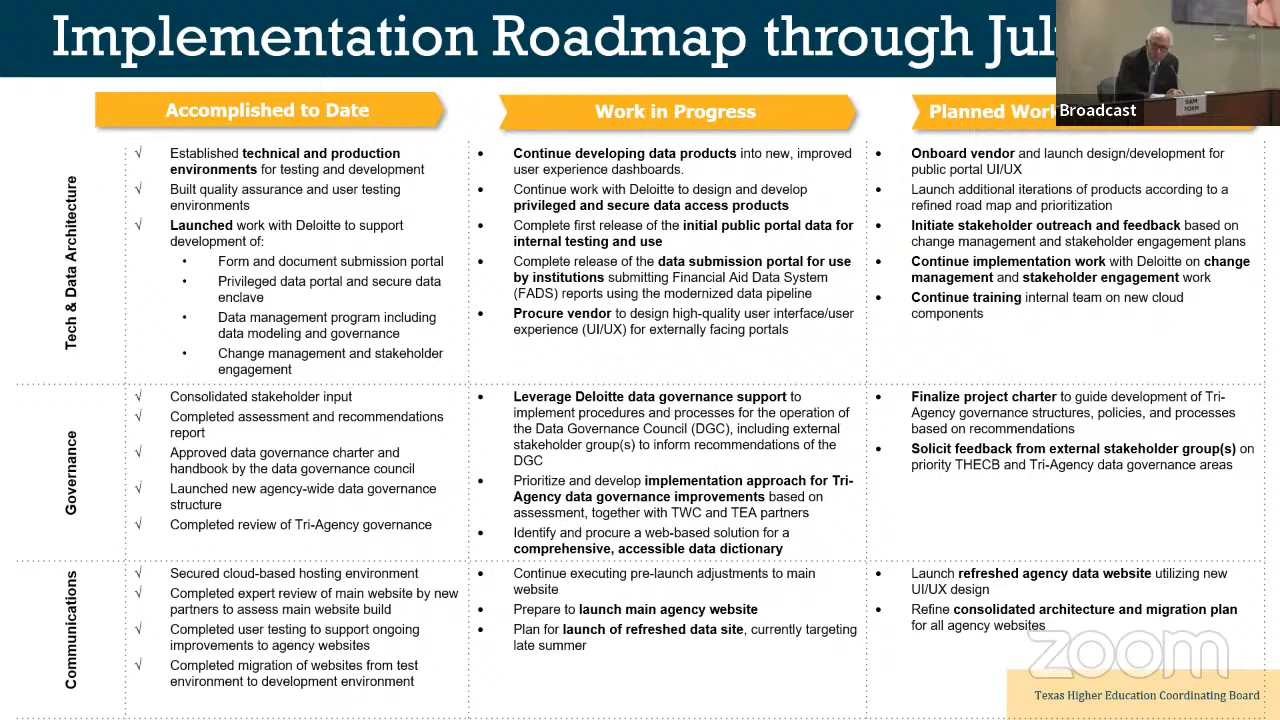 Implementation Roadmap through
Broadcast
SAM
TORN
Accomplished to Date
Work in Progress
Planned Work
Tech & Data Architecture
√ Established technical and production
environments for testing and development
√ Built quality assurance and user testing
environments
√ Launched work with Deloitte to support
development of:
• Form and document submission portal
• Privileged data portal and secure data
enclave
• Data management program including
data modeling and governance
• Change management and stakeholder
engagement
• Continue developing data products into new, improved
user experience dashboards.
• Continue work with Deloitte to design and develop
privileged and secure data access products
• Complete first release of the initial public portal data for
internal testing and use
• Complete release of the data submission portal for use
by institutions submitting Financial Aid Data System
(FADS) reports using the modernized data pipeline
• Procure vendor to design high-quality user interface/user
experience (UI/UX) for externally facing portals
• Onboard vendor and launch design/development for
public portal UI/UX
• Launch additional iterations of products according to a
refined road map and prioritization
• Initiate stakeholder outreach and feedback based on
change management and stakeholder engagement plans
• Continue implementation work with Deloitte on change
management and stakeholder engagement work
• Continue training internal team on new cloud
components
Governance
√ Consolidated stakeholder input
√ Completed assessment and recommendations
report
√ Approved data governance charter and
handbook by the data governance council
√ Launched new agency-wide data governance
structure
√ Completed review of Tri-Agency governance
• Leverage Deloitte data governance support to
implement procedures and processes for the operation of
the Data Governance Council (DGC), including external
stakeholder group(s) to inform recommendations of the
DGC
• Prioritize and develop implementation approach for Tri-
Agency data governance improvements based on
assessment, together with TWC and TEA partners
• Identify and procure a web-based solution for a
comprehensive, accessible data dictionary
• Finalize project charter to guide development of Tri-
Agency governance structures, policies, and processes
based on recommendations
• Solicit feedback from external stakeholder group(s) on
priority THECB and Tri-Agency data governance areas
Communications
√ Secured cloud-based hosting environment
√ Completed expert review of main website by new
partners to assess main website build
√ Completed user testing to support ongoing
improvements to agency websites
√ Completed migration of websites from test
environment to development environment
• Continue executing pre-launch adjustments to main
website
• Prepare to launch main agency website
• Plan for launch of refreshed data site, currently targeting
late summer
• Launch refreshed agency data website utilizing new
UI/UX design
• Refine consolidated architecture and migration plan
for all agency websites
zoom
Texas Higher Education Coordinating Board